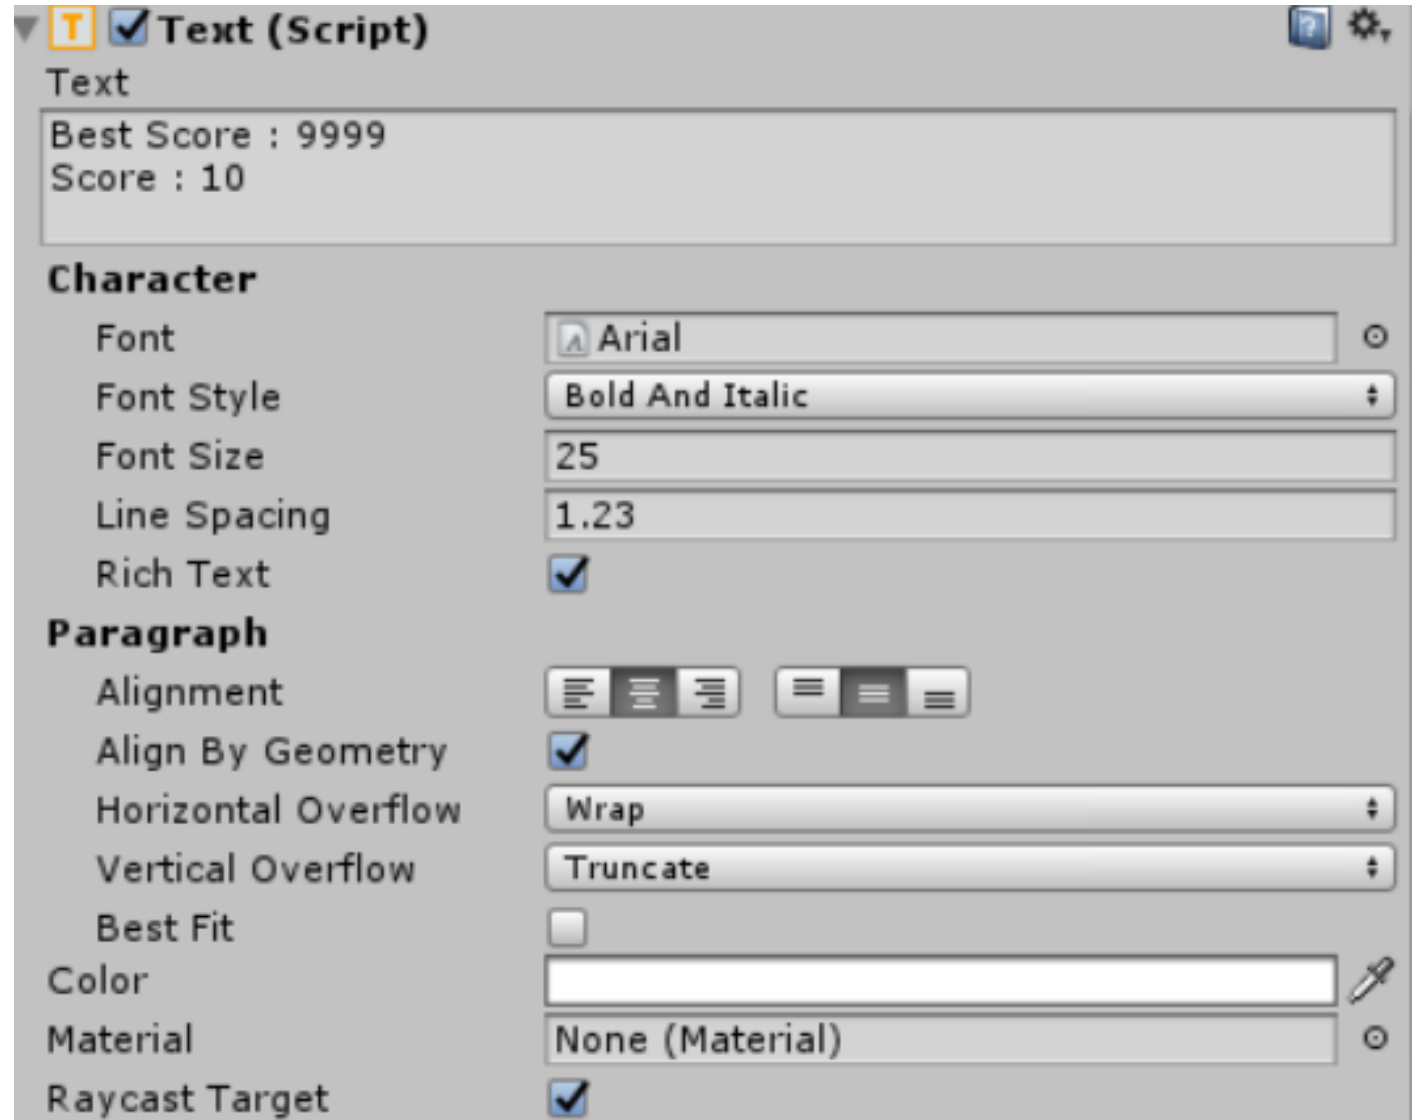 Text (Script)
Text
Best Score : 9999
Score : 10
Character
Font Arial
Font Style Bold And Italic
Font Size 25
Line Spacing 1.23
Rich Text
Paragraph
Alignment
Align By Geometry
Horizontal Overflow Wrap
Vertical Overflow Truncate
Best Fit
Color
Material None (Material)
Raycast Target